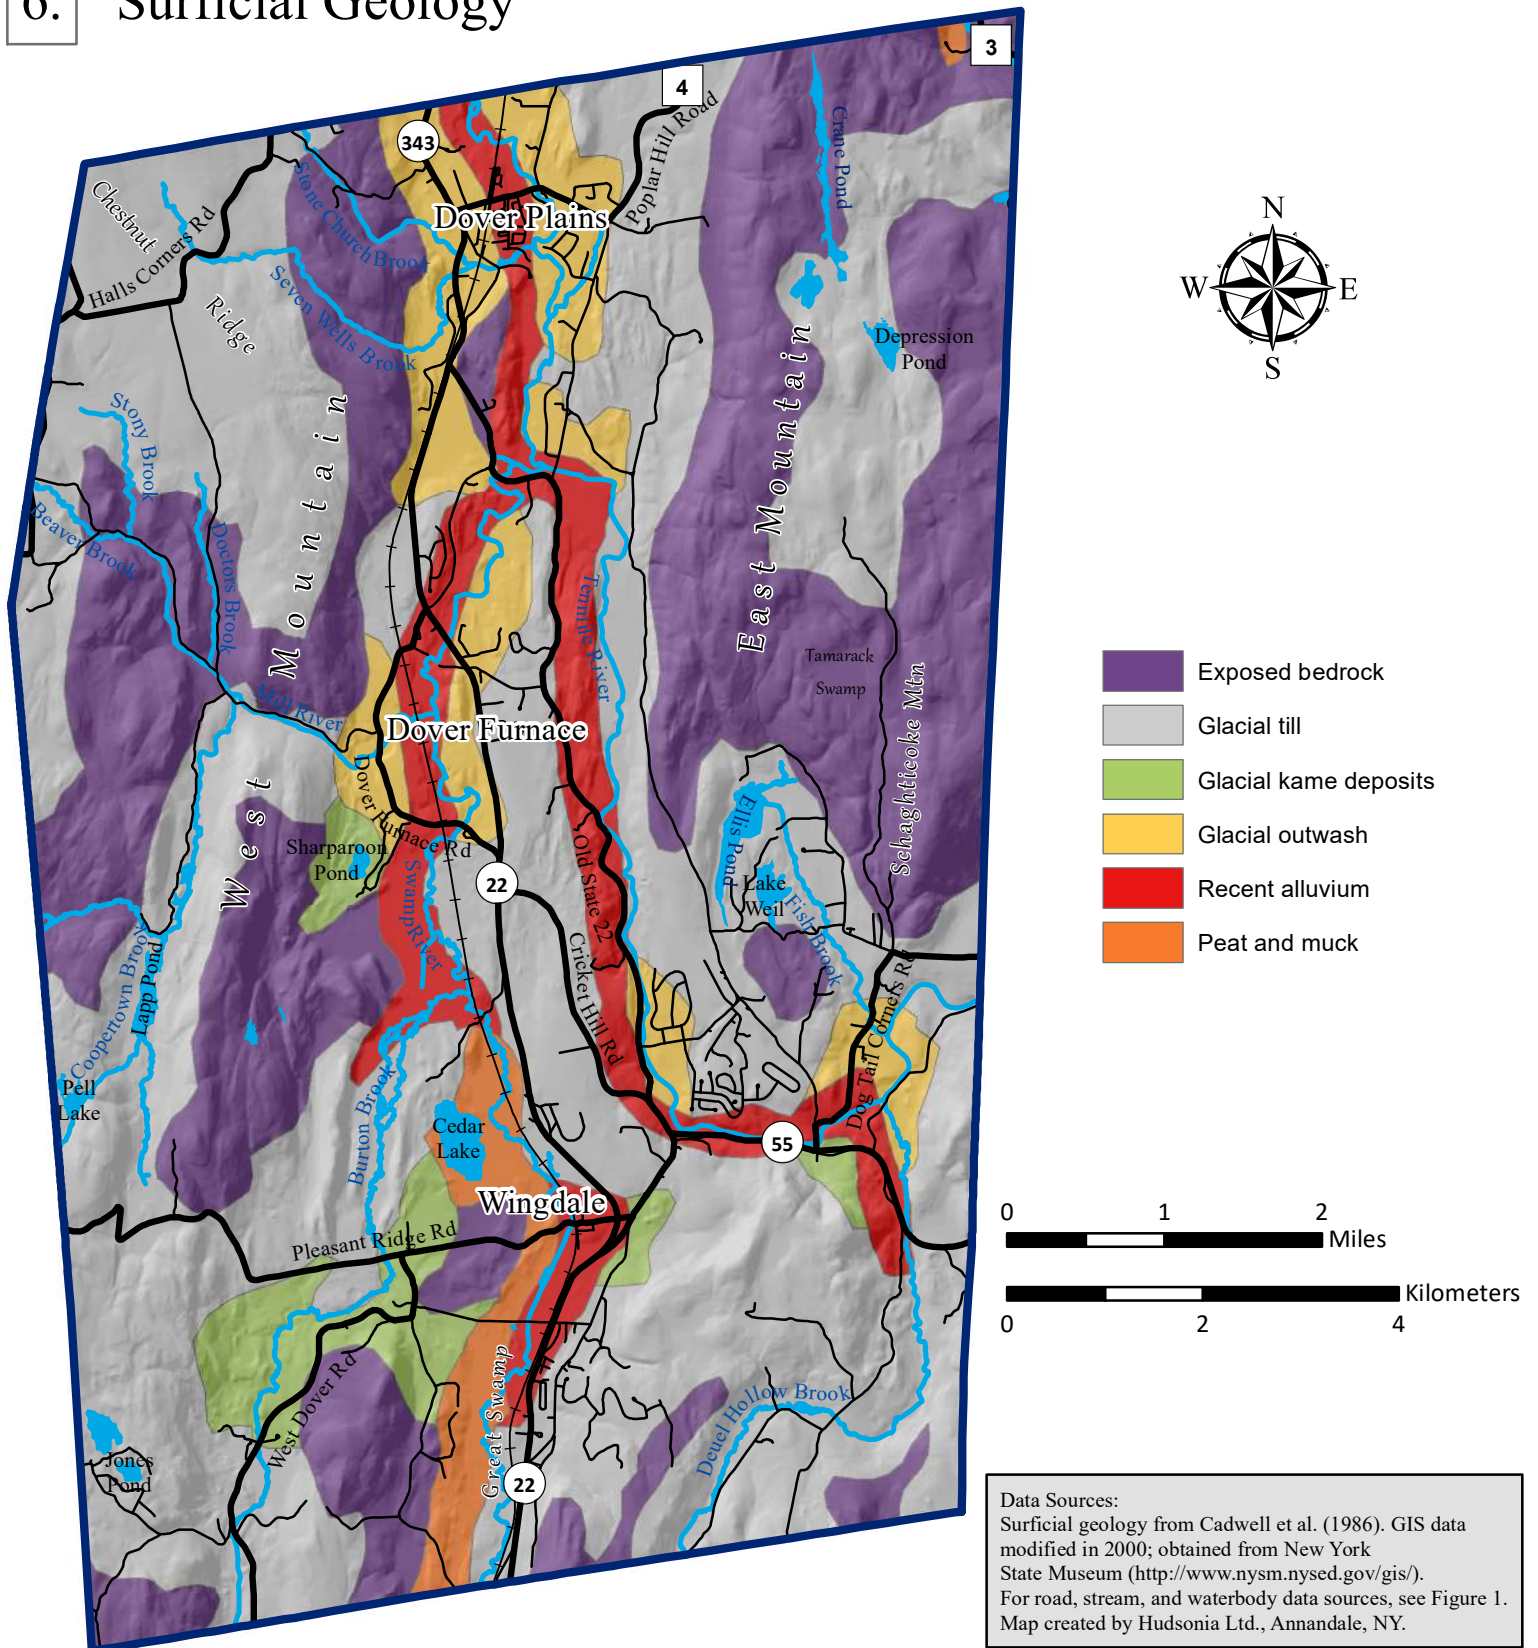 6. Surficial Geology
3
4
343
Poplar Hill Road
Crane Pond
Chestnut
Ridge
Halls Corners Rd
Stone Church Brook
Dover Plains
Seven Wells Brook
N
W
E
S
Depression
Pond
Stony Brook
Beaver Brook
Doctors Brook
West Mountain
East Mountain
Tenmile River
Tamarack
Swamp
Schaghticoke Mtn
Mill River
Dover Furnace
Dover Furnace Rd
Exposed bedrock
Glacial till
Glacial kame deposits
Glacial outwash
Recent alluvium
Peat and muck
Sharparoon
Pond
22
Old State 22
Ellis Pond
Lake
Weil
Fish Brook
Swamp River
Cricket Hill Rd
Coopertown Brook
Lapp Pond
Pell
Lake
Dog Tail Corners Rd
Burton Brook
Cedar
Lake
55
Wingdale
Pleasant Ridge Rd
0 1 2
Miles
Kilometers
0 2 4
West Dover Rd
Great Swamp
Deuel Hollow Brook
Jones
Pond
22
Data Sources:
Surficial geology from Cadwell et al. (1986). GIS data
modified in 2000; obtained from New York
State Museum (http://www.nysm.nysed.gov/gis/).
For road, stream, and waterbody data sources, see Figure 1.
Map created by Hudsonia Ltd., Annandale, NY.